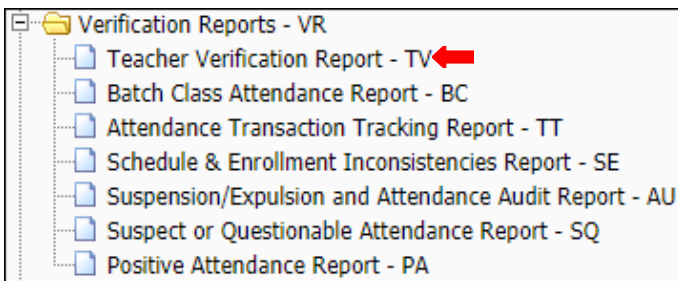 Verification Reports - VR
Teacher Verification Report - TV
Batch Class Attendance Report - BC
Attendance Transaction Tracking Report - TT
Schedule & Enrollment Inconsistencies Report - SE
Suspension/Expulsion and Attendance Audit Report - AU
Suspect or Questionable Attendance Report - SQ
Positive Attendance Report - PA